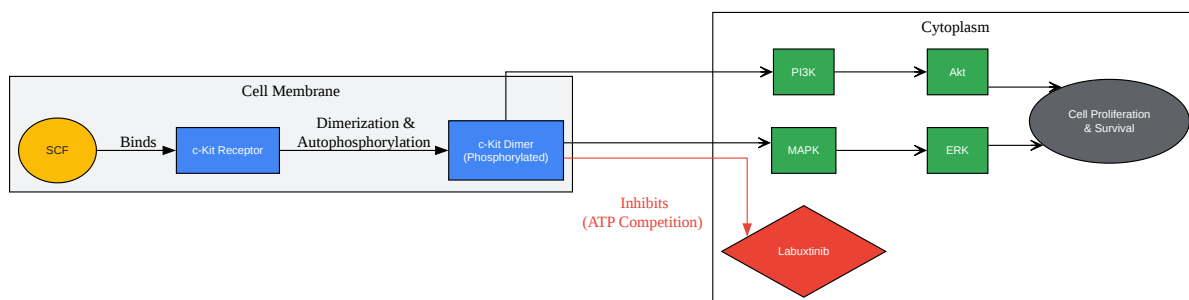 Cytoplasm
Cell Membrane
PI3K
Akt
Cell Proliferation
& Survival
SCF
Binds
c-Kit Receptor
Dimerization &
Autophosphorylation
c-Kit Dimer
(Phosphorylated)
MAPK
ERK
Inhibits
(ATP Competition)
Labuxtinib